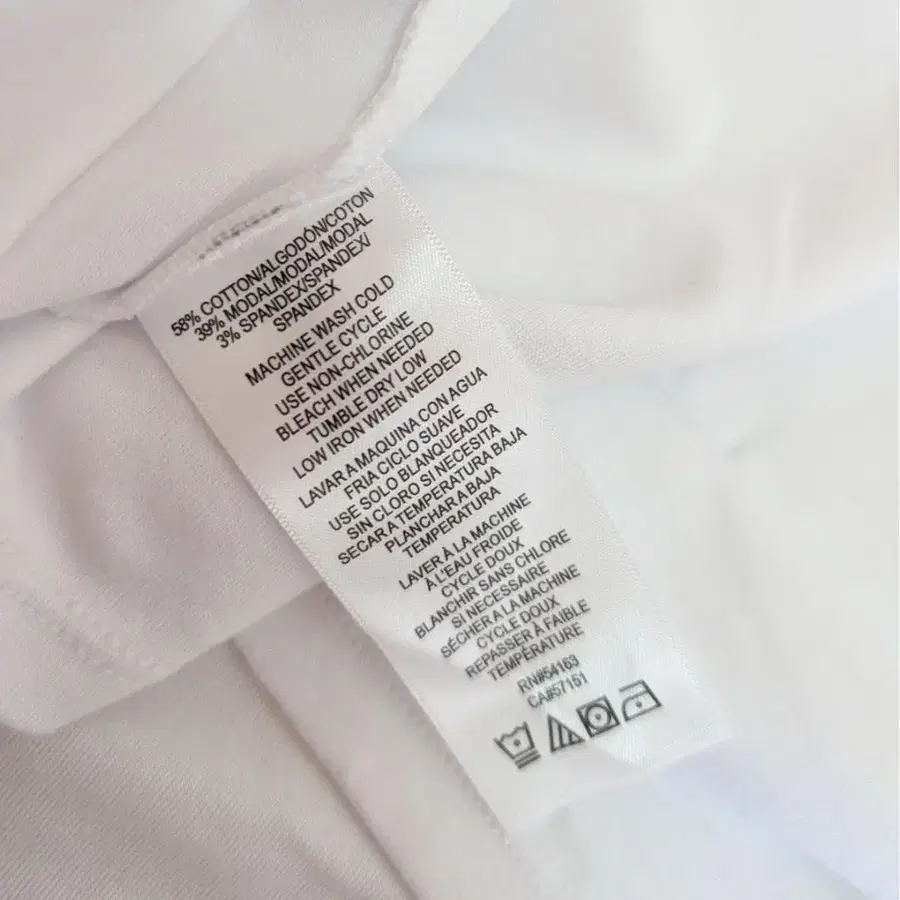 58% COTTON/ALGODÓN/COTON
39% MODAL/MODAL/MODAL
3% SPANDEX/SPANDEX/
SPANDEX
MACHINE WASH COLD
GENTLE CYCLE
USE NON-CHLORINE
BLEACH WHEN NEEDED
TUMBLE DRY LOW
LOW IRON WHEN NEEDED
LAVAR A MAQUINA CON AGUA
FRIA CICLO SUAVE
USE SOLO BLANQUEADOR
SIN CLORO SI NECESITA
SECAR A TEMPERATURA BAJA
PLANCHAR A BAJA
TEMPERATURA
LAVER À LA MACHINE
À L'EAU FROIDE
CYCLE DOUX
BLANCHIR SANS CHLORE
SI NECESSAIRE
SÉCHER A LA MACHINE
CYCLE DOUX
REPASSER À FAIBLE
TEMPÉRATURE
RN#54163
CA#57151